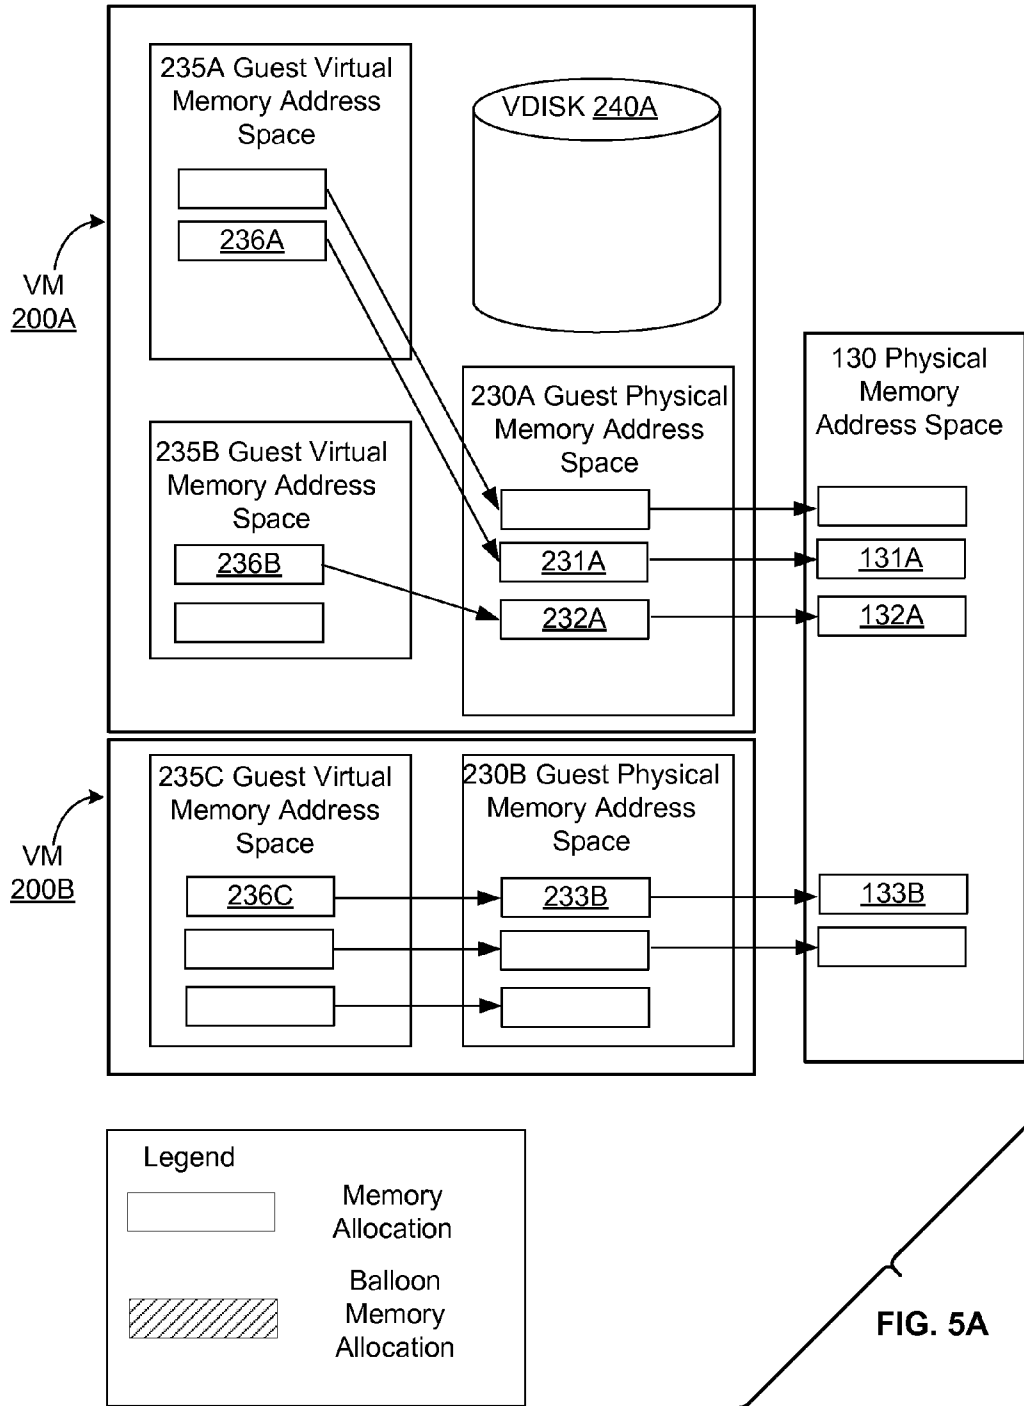 235A Guest Virtual
Memory Address
Space
VDISK 240A
236A
VM
200A
230A Guest Physical
Memory Address
Space
130 Physical
Memory
Address Space
235B Guest Virtual
Memory Address
Space
236B
231A
131A
232A
132A
235C Guest Virtual
Memory Address
Space
230B Guest Physical
Memory Address
Space
VM
200B
236C
233B
133B
Legend
Memory
Allocation
Balloon
Memory
Allocation
FIG. 5A